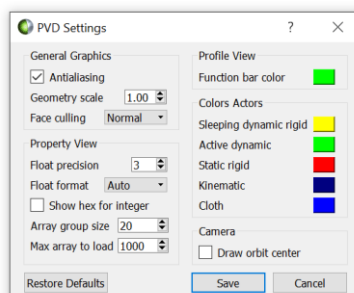 PVD Settings ? ×
General Graphics
Antialiasing
Geometry scale 1.00
Face culling Normal
Property View
Float precision 3
Float format Auto
Show hex for integer
Array group size 20
Max array to load 1000
Profile View
Function bar color
Colors Actors
Sleeping dynamic rigid
Active dynamic
Static rigid
Kinematic
Cloth
Camera
Draw orbit center
Restore Defaults Save Cancel